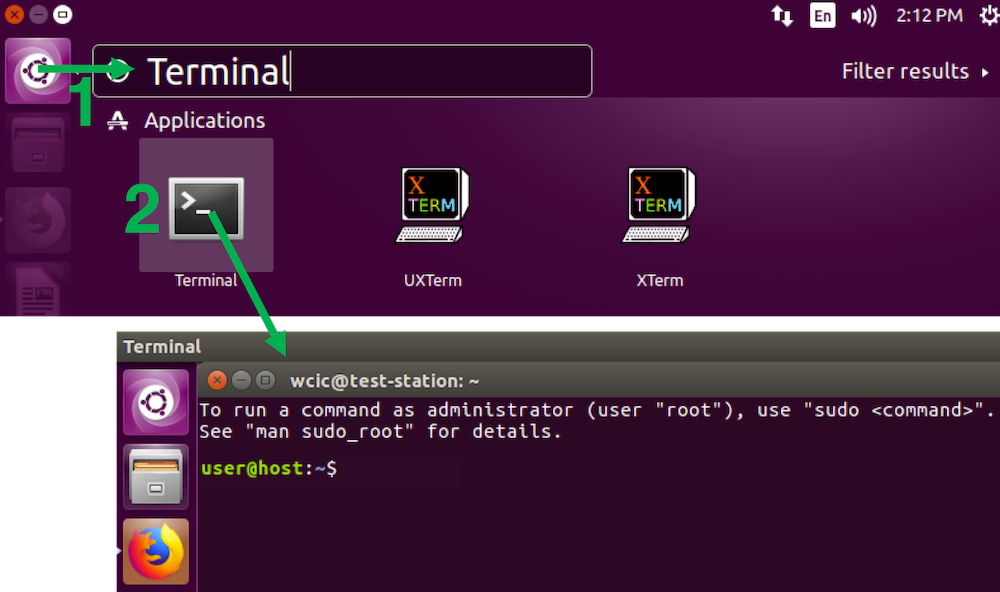 En
2:12 PM
1
Terminal
Filter results
Applications
2
>_
X
TERM
X
TERM
Terminal
UXTerm
XTerm
Terminal
wcic@test-station: ~
To run a command as administrator (user "root"), use "sudo <command>".
See "man sudo_root" for details.
user@host:~$